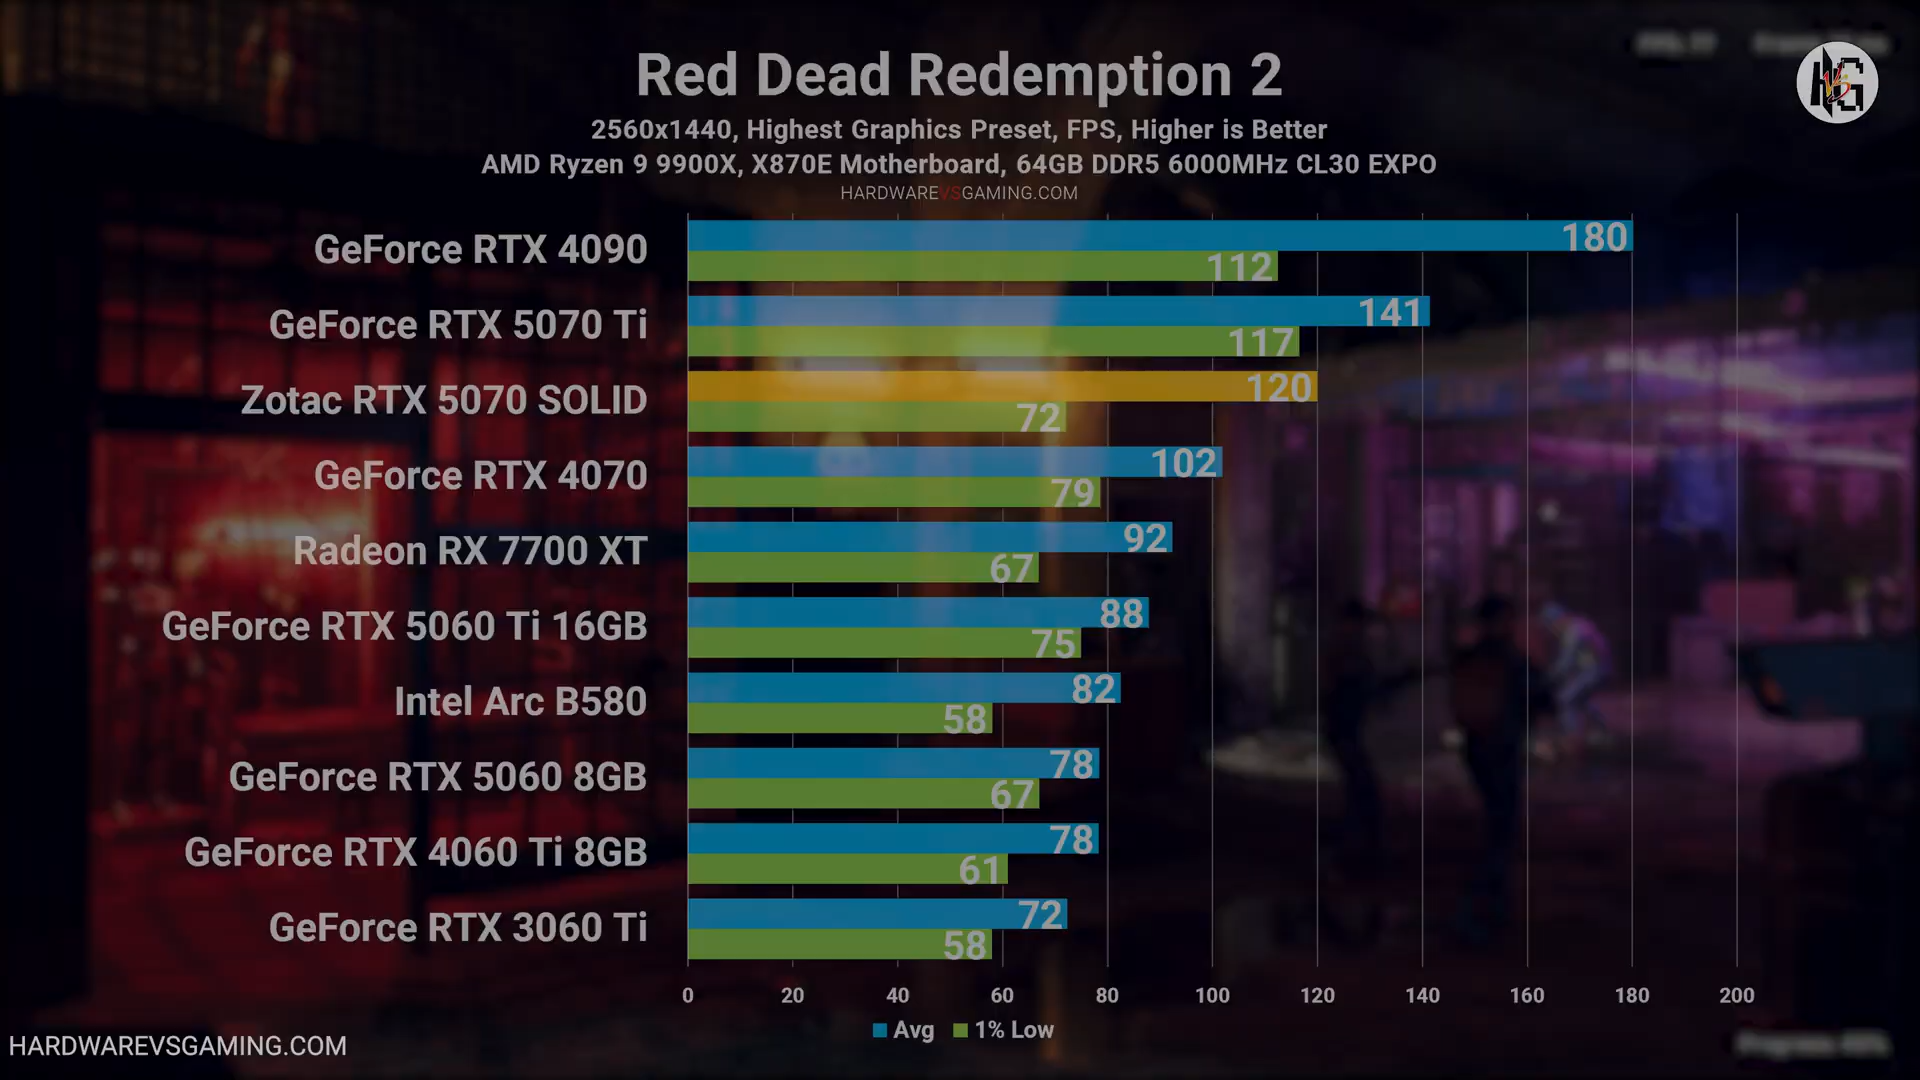 Red Dead Redemption 2
2560x1440, Highest Graphics Preset, FPS, Higher is Better
AMD Ryzen 9 9900X, X870E Motherboard, 64GB DDR5 6000MHz CL30 EXPO
HARDWAREVSGAMING.COM
GeForce RTX 4090
180
112
GeForce RTX 5070 Ti
141
117
Zotac RTX 5070 SOLID
120
72
GeForce RTX 4070
102
79
Radeon RX 7700 XT
92
67
GeForce RTX 5060 Ti 16GB
88
75
Intel Arc B580
82
58
GeForce RTX 5060 8GB
78
67
GeForce RTX 4060 Ti 8GB
78
61
GeForce RTX 3060 Ti
72
58
0 20 40 60 80 100 120 140 160 180 200
Avg 1% Low
HARDWAREVSGAMING.COM